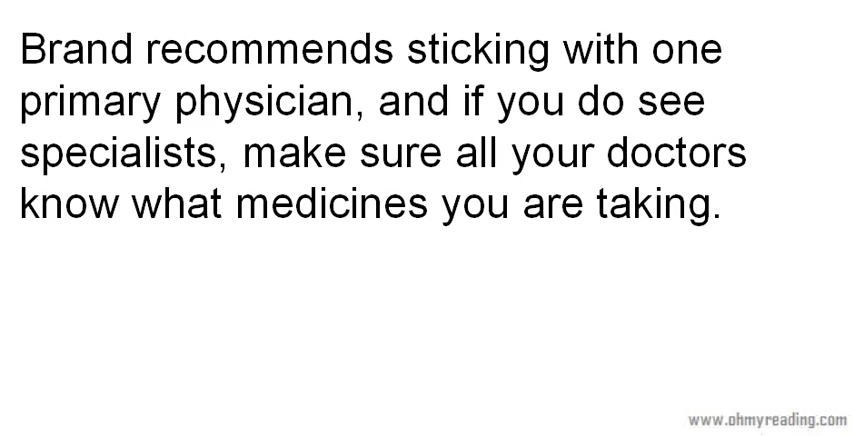 Brand recommends sticking with one
primary physician, and if you do see
specialists, make sure all your doctors
know what medicines you are taking.
www.ohmyreading.com